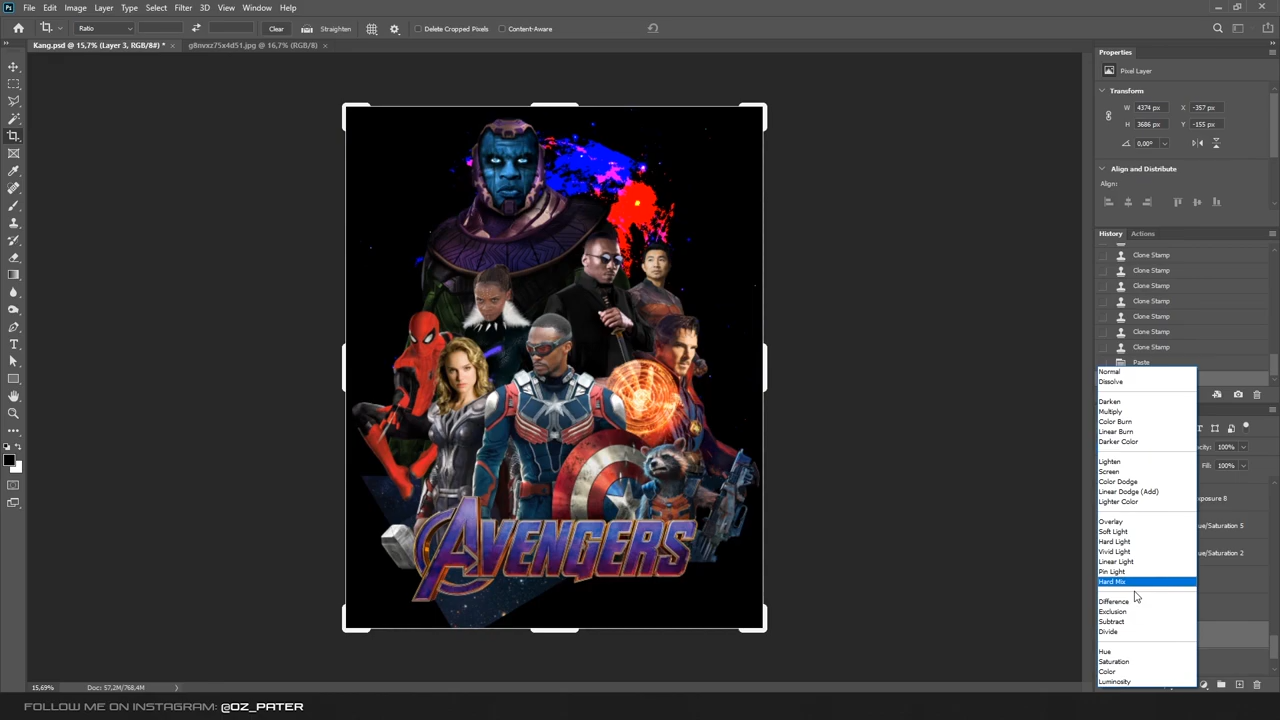 Ps File Edit Image Layer Type Select Filter 3D View Window Help
Ratio Clear Straighten Delete Cropped Pixels Content-Aware
Kang.psd @ 15,7% (Layer 3, RGB/8#) * × g8nvxz75x4d51.jpg @ 16,7% (RGB/8) ×
Properties
Pixel Layer
Transform
W 4374 px X -357 px
H 3686 px Y -155 px
0,00°
Align and Distribute
Align:
History Actions
Clone Stamp
Clone Stamp
Clone Stamp
Clone Stamp
Clone Stamp
Clone Stamp
Clone Stamp
Paste
Normal
Dissolve
Darken
Multiply
Color Burn
Linear Burn
Darker Color
Lighten
Screen
Color Dodge
Linear Dodge (Add)
Lighter Color
Overlay
Soft Light
Hard Light
Vivid Light
Linear Light
Pin Light
Hard Mix
Difference
Exclusion
Subtract
Divide
Hue
Saturation
Color
Luminosity
100%
Fill: 100%
xposure 8
ue/Saturation 5
ue/Saturation 2
AVENGERS
15.69% Doc: 57,2M/768,4M
FOLLOW ME ON INSTAGRAM: @OZ_PATER